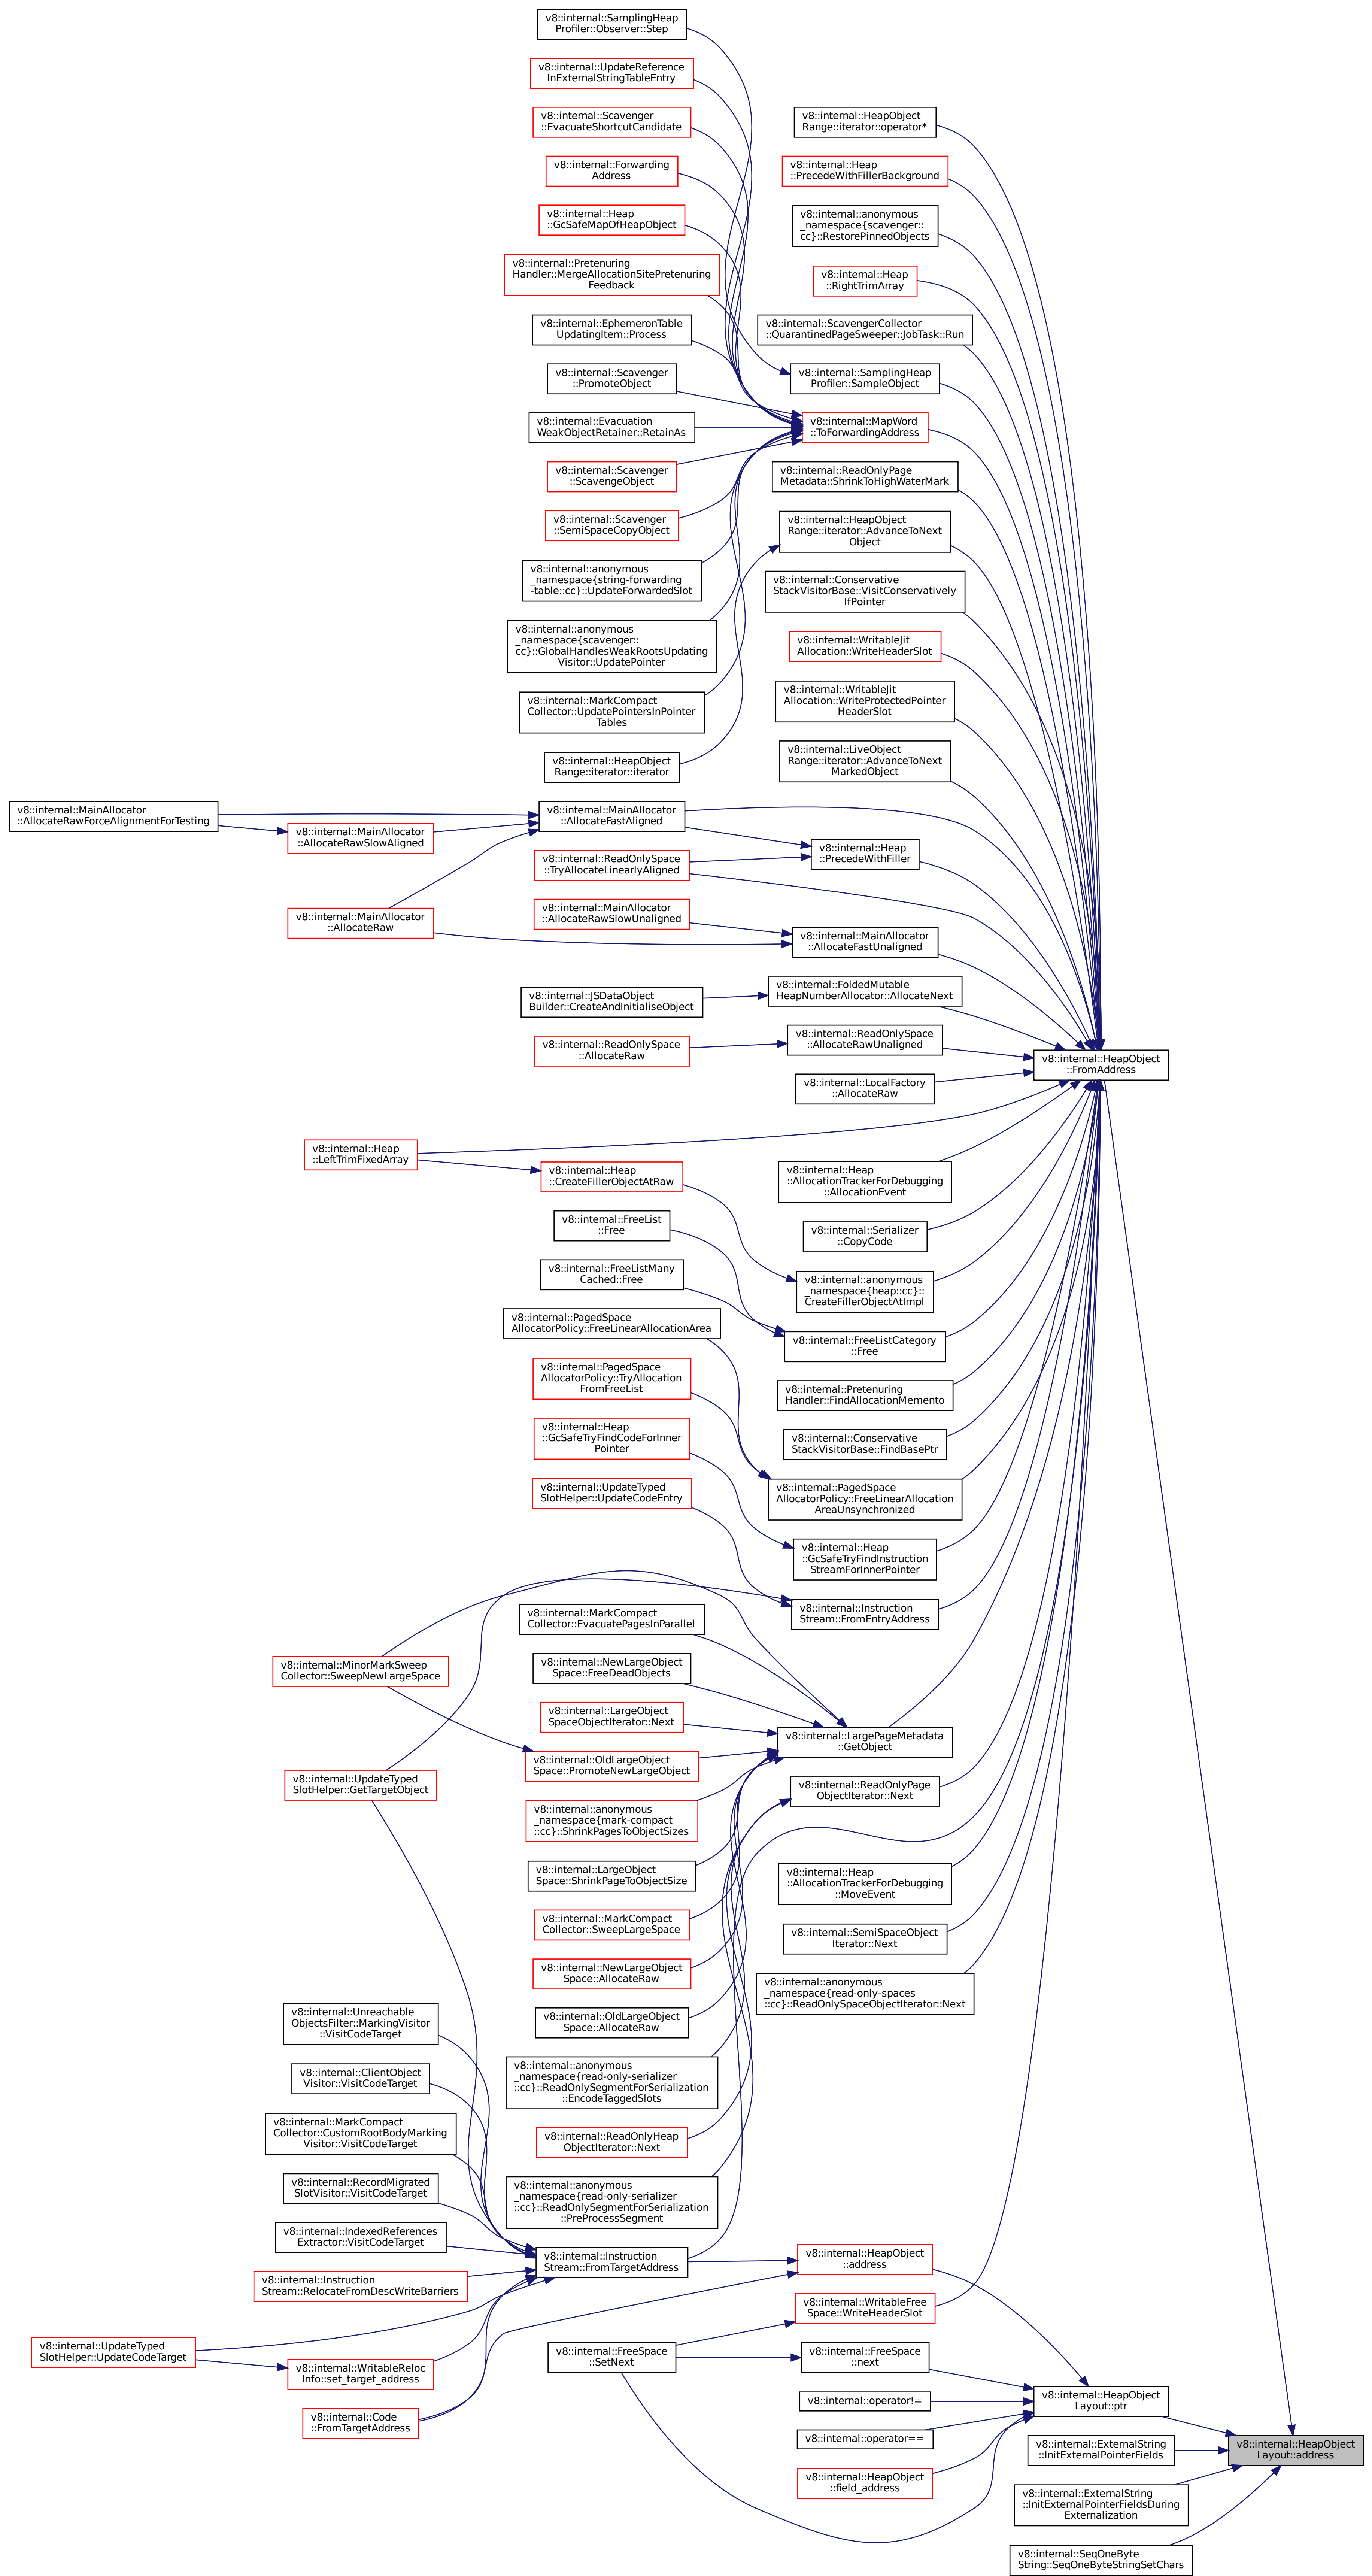 v8::internal::SamplingHeap
Profiler::Observer::Step
v8::internal::UpdateReference
InExternalStringTableEntry
v8::internal::Scavenger
::EvacuateShortcutCandidate
v8::internal::Forwarding
Address
v8::internal::Heap
::GcSafeMapOfHeapObject
v8::internal::Pretenuring
Handler::MergeAllocationSitePretenuring
Feedback
v8::internal::EphemeronTable
UpdatingItem::Process
v8::internal::Scavenger
::PromoteObject
v8::internal::Evacuation
WeakObjectRetainer::RetainAs
v8::internal::Scavenger
::ScavengeObject
v8::internal::Scavenger
::SemiSpaceCopyObject
v8::internal::anonymous
_namespace{string-forwarding
-table::cc}::UpdateForwardedSlot
v8::internal::anonymous
_namespace{scavenger::
cc}::GlobalHandlesWeakRootsUpdating
Visitor::UpdatePointer
v8::internal::MarkCompact
Collector::UpdatePointersInPointer
Tables
v8::internal::HeapObject
Range::iterator::iterator
v8::internal::HeapObject
Range::iterator::operator*
v8::internal::Heap
::PrecedeWithFillerBackground
v8::internal::anonymous
_namespace{scavenger::
cc}::RestorePinnedObjects
v8::internal::Heap
::RightTrimArray
v8::internal::ScavengerCollector
::QuarantinedPageSweeper::JobTask::Run
v8::internal::SamplingHeap
Profiler::SampleObject
v8::internal::MapWord
::ToForwardingAddress
v8::internal::ReadOnlyPage
Metadata::ShrinkToHighWaterMark
v8::internal::HeapObject
Range::iterator::AdvanceToNext
Object
v8::internal::Conservative
StackVisitorBase::VisitConservatively
IfPointer
v8::internal::WritableJit
Allocation::WriteHeaderSlot
v8::internal::WritableJit
Allocation::WriteProtectedPointer
HeaderSlot
v8::internal::LiveObject
Range::iterator::AdvanceToNext
MarkedObject
v8::internal::MainAllocator
::AllocateRawForceAlignmentForTesting
v8::internal::MainAllocator
::AllocateRawSlowAligned
v8::internal::MainAllocator
::AllocateRaw
v8::internal::MainAllocator
::AllocateFastAligned
v8::internal::ReadOnlySpace
::TryAllocateLinearlyAligned
v8::internal::MainAllocator
::AllocateRawSlowUnaligned
v8::internal::JSDataObject
Builder::CreateAndInitialiseObject
v8::internal::ReadOnlySpace
::AllocateRaw
v8::internal::Heap
::PrecedeWithFiller
v8::internal::MainAllocator
::AllocateFastUnaligned
v8::internal::FoldedMutable
HeapNumberAllocator::AllocateNext
v8::internal::ReadOnlySpace
::AllocateRawUnaligned
v8::internal::LocalFactory
::AllocateRaw
v8::internal::HeapObject
::FromAddress
v8::internal::Heap
::LeftTrimFixedArray
v8::internal::Heap
::CreateFillerObjectAtRaw
v8::internal::FreeList
::Free
v8::internal::FreeListMany
Cached::Free
v8::internal::PagedSpace
AllocatorPolicy::FreeLinearAllocationArea
v8::internal::PagedSpace
AllocatorPolicy::TryAllocation
FromFreeList
v8::internal::Heap
::GcSafeTryFindCodeForInner
Pointer
v8::internal::UpdateTyped
SlotHelper::UpdateCodeEntry
v8::internal::Heap
::AllocationTrackerForDebugging
::AllocationEvent
v8::internal::Serializer
::CopyCode
v8::internal::anonymous
_namespace{heap::cc}::
CreateFillerObjectAtImpl
v8::internal::FreeListCategory
::Free
v8::internal::Pretenuring
Handler::FindAllocationMemento
v8::internal::Conservative
StackVisitorBase::FindBasePtr
v8::internal::PagedSpace
AllocatorPolicy::FreeLinearAllocation
AreaUnsynchronized
v8::internal::Heap
::GcSafeTryFindInstruction
StreamForInnerPointer
v8::internal::Instruction
Stream::FromEntryAddress
v8::internal::MinorMarkSweep
Collector::SweepNewLargeSpace
v8::internal::UpdateTyped
SlotHelper::GetTargetObject
v8::internal::MarkCompact
Collector::EvacuatePagesInParallel
v8::internal::NewLargeObject
Space::FreeDeadObjects
v8::internal::LargeObject
SpaceObjectIterator::Next
v8::internal::OldLargeObject
Space::PromoteNewLargeObject
v8::internal::anonymous
_namespace{mark-compact
::cc}::ShrinkPagesToObjectSizes
v8::internal::LargeObject
Space::ShrinkPageToObjectSize
v8::internal::MarkCompact
Collector::SweepLargeSpace
v8::internal::NewLargeObject
Space::AllocateRaw
v8::internal::OldLargeObject
Space::AllocateRaw
v8::internal::anonymous
_namespace{read-only-serializer
::cc}::ReadOnlySegmentForSerialization
::EncodeTaggedSlots
v8::internal::ReadOnlyHeap
ObjectIterator::Next
v8::internal::anonymous
_namespace{read-only-serializer
::cc}::ReadOnlySegmentForSerialization
::PreProcessSegment
v8::internal::LargePageMetadata
::GetObject
v8::internal::ReadOnlyPage
ObjectIterator::Next
v8::internal::Heap
::AllocationTrackerForDebugging
::MoveEvent
v8::internal::SemiSpaceObject
Iterator::Next
v8::internal::anonymous
_namespace{read-only-spaces
::cc}::ReadOnlySpaceObjectIterator::Next
v8::internal::Unreachable
ObjectsFilter::MarkingVisitor
::VisitCodeTarget
v8::internal::ClientObject
Visitor::VisitCodeTarget
v8::internal::MarkCompact
Collector::CustomRootBodyMarking
Visitor::VisitCodeTarget
v8::internal::RecordMigrated
SlotVisitor::VisitCodeTarget
v8::internal::IndexedReferences
Extractor::VisitCodeTarget
v8::internal::Instruction
Stream::RelocateFromDescWriteBarriers
v8::internal::UpdateTyped
SlotHelper::UpdateCodeTarget
v8::internal::WritableReloc
Info::set_target_address
v8::internal::Code
::FromTargetAddress
v8::internal::Instruction
Stream::FromTargetAddress
v8::internal::HeapObject
::address
v8::internal::WritableFree
Space::WriteHeaderSlot
v8::internal::FreeSpace
::SetNext
v8::internal::FreeSpace
::next
v8::internal::operator!=
v8::internal::operator==
v8::internal::HeapObject
::field_address
v8::internal::HeapObject
Layout::ptr
v8::internal::ExternalString
::InitExternalPointerFields
v8::internal::ExternalString
::InitExternalPointerFieldsDuring
Externalization
v8::internal::SeqOneByte
String::SeqOneByteStringSetChars
v8::internal::HeapObject
Layout::address